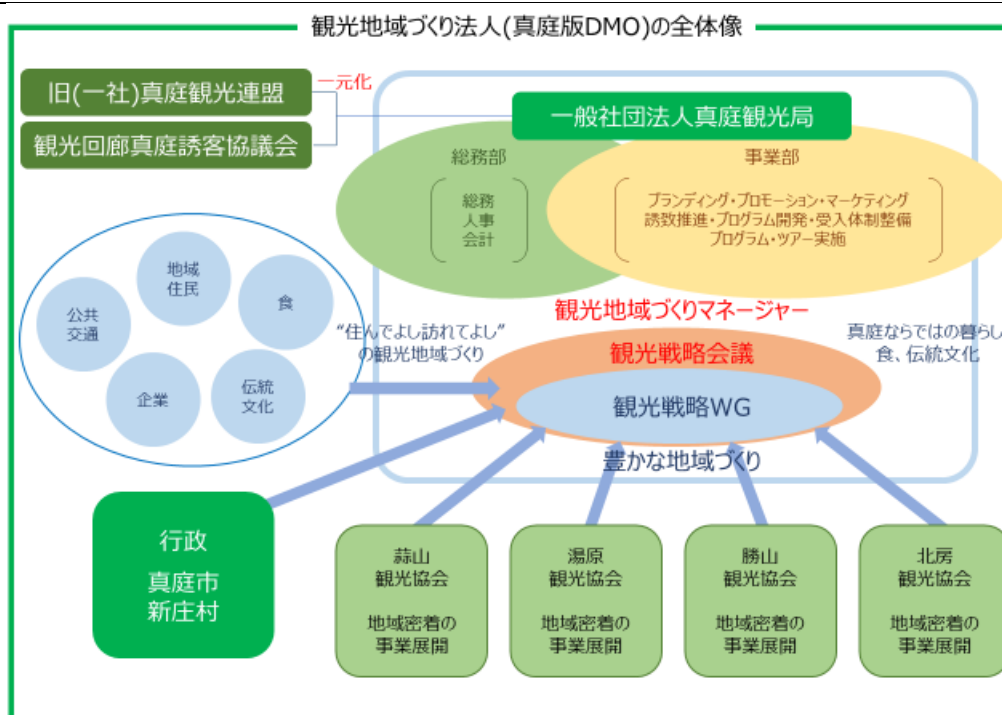 観光地域づくり法人(真庭版DMO)の全体像
旧(一社)真庭観光連盟
一元化
観光回廊真庭誘客協議会
一般社団法人真庭観光局
総務部
総務
人事
会計
事業部
ブランディング・プロモーション・マーケティング
誘致推進・プログラム開発・受入体制整備
プログラム・ツアー実施
地域
住民
公共
交通
食
企業
伝統
文化
観光地域づくりマネージャー
“住んでよし訪れてよし”
の観光地域づくり
観光戦略会議
観光戦略WG
真庭ならではの暮らし
食、伝統文化
豊かな地域づくり
行政
真庭市
新庄村
蒜山
観光協会
地域密着の
事業展開
湯原
観光協会
地域密着の
事業展開
勝山
観光協会
地域密着の
事業展開
北房
観光協会
地域密着の
事業展開